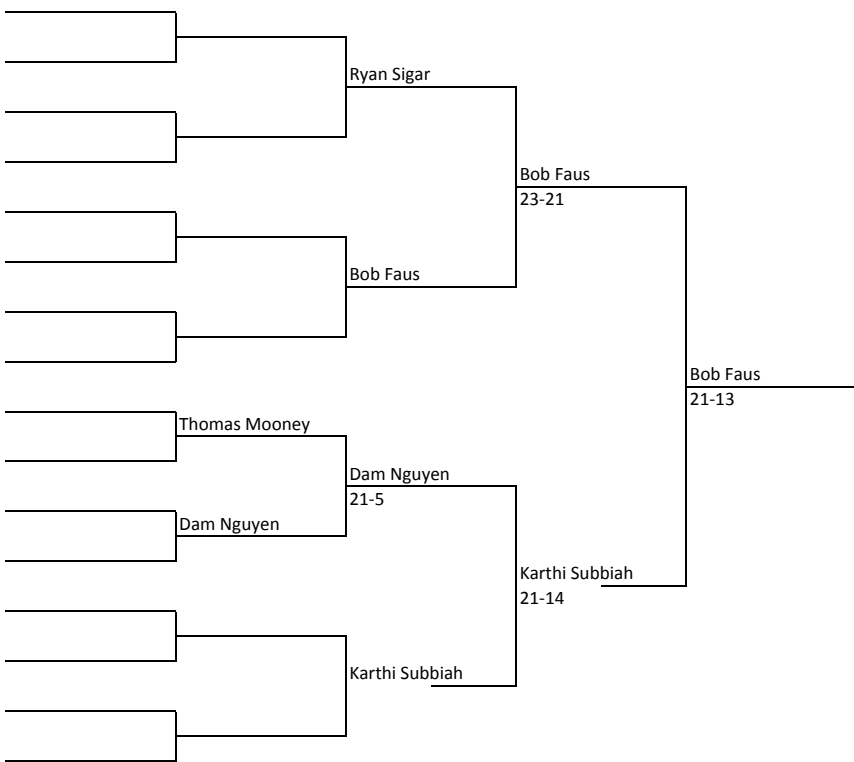 Ryan Sigar
Bob Faus
23-21
Bob Faus
Bob Faus
21-13
Thomas Mooney
Dam Nguyen
21-5
Dam Nguyen
Karthi Subbiah
21-14
Karthi Subbiah